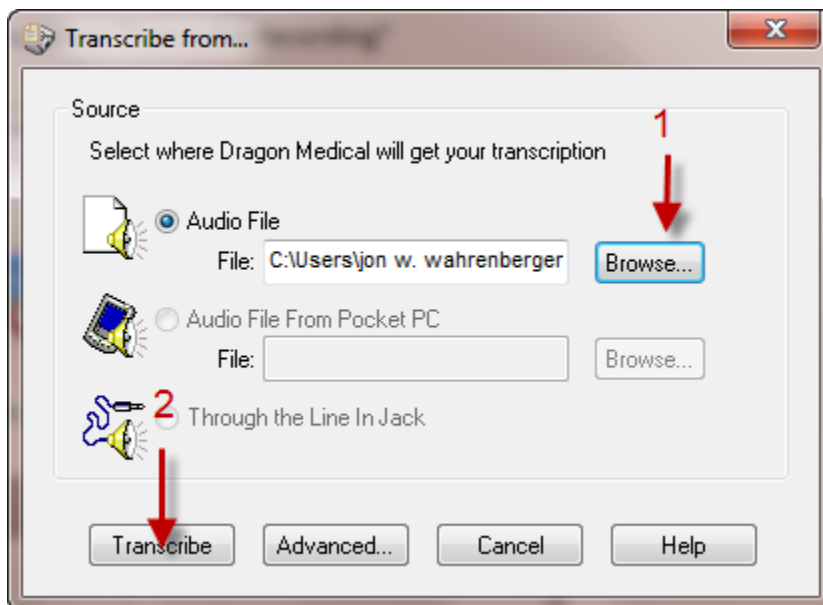 Transcribe from...
Source
1
Select where Dragon Medical will get your transcription
Audio File
File: C:\Users\jon w. wahrenberger Browse...
Audio File From Pocket PC
File: Browse...
2 Through the Line In Jack
Transcribe Advanced... Cancel Help